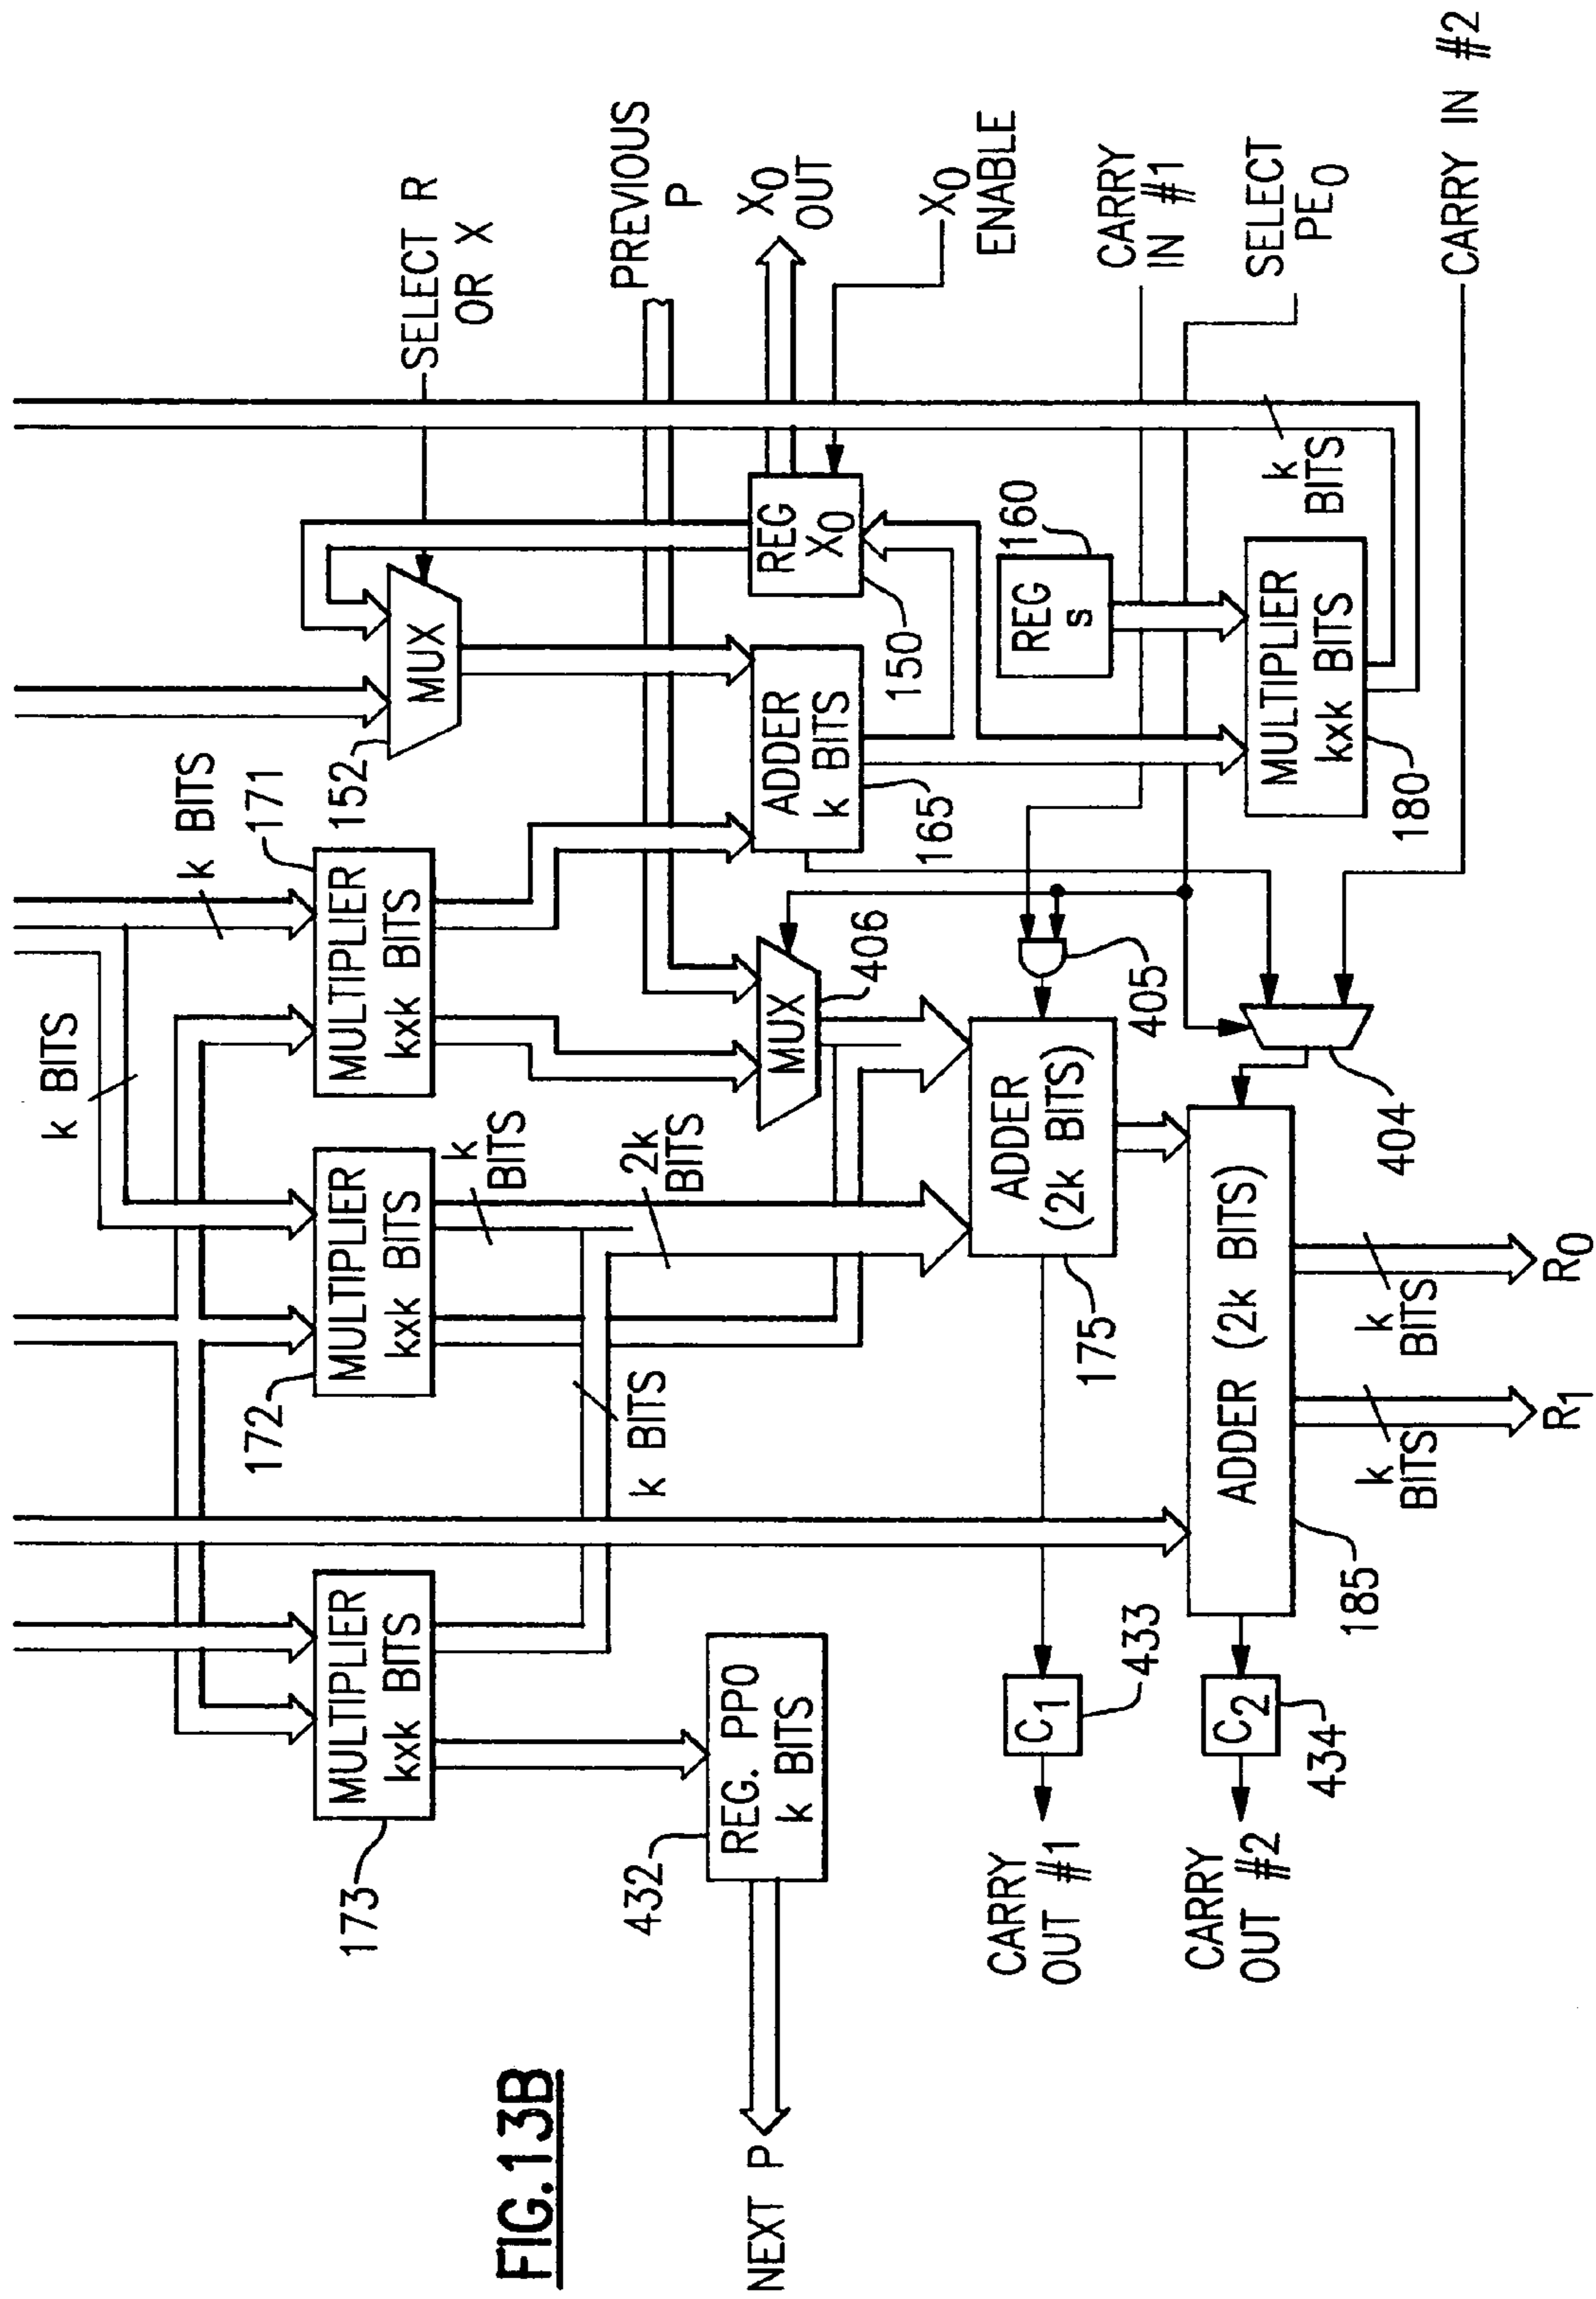 FIG.13B
k BITS
k BITS
171
MULTIPLIER
kxk BITS
172
MULTIPLIER
kxk BITS
173
MULTIPLIER
kxk BITS
152
MUX
SELECT R
OR X
PREVIOUS
P
X0
OUT
X0
ENABLE
CARRY
IN #1
SELECT
PE0
CARRY IN #2
k
BITS
2k
BITS
k BITS
432
REG. PP0
k BITS
NEXT P
MUX
406
ADDER
k BITS
165
REG
X0
150
REG
s
160
k
BITS
MULTIPLIER
kxk BITS
180
405
404
ADDER
(2k BITS)
175
ADDER (2k BITS)
185
C1
433
CARRY
OUT #1
C2
434
CARRY
OUT #2
k
BITS
R1
k
BITS
R0